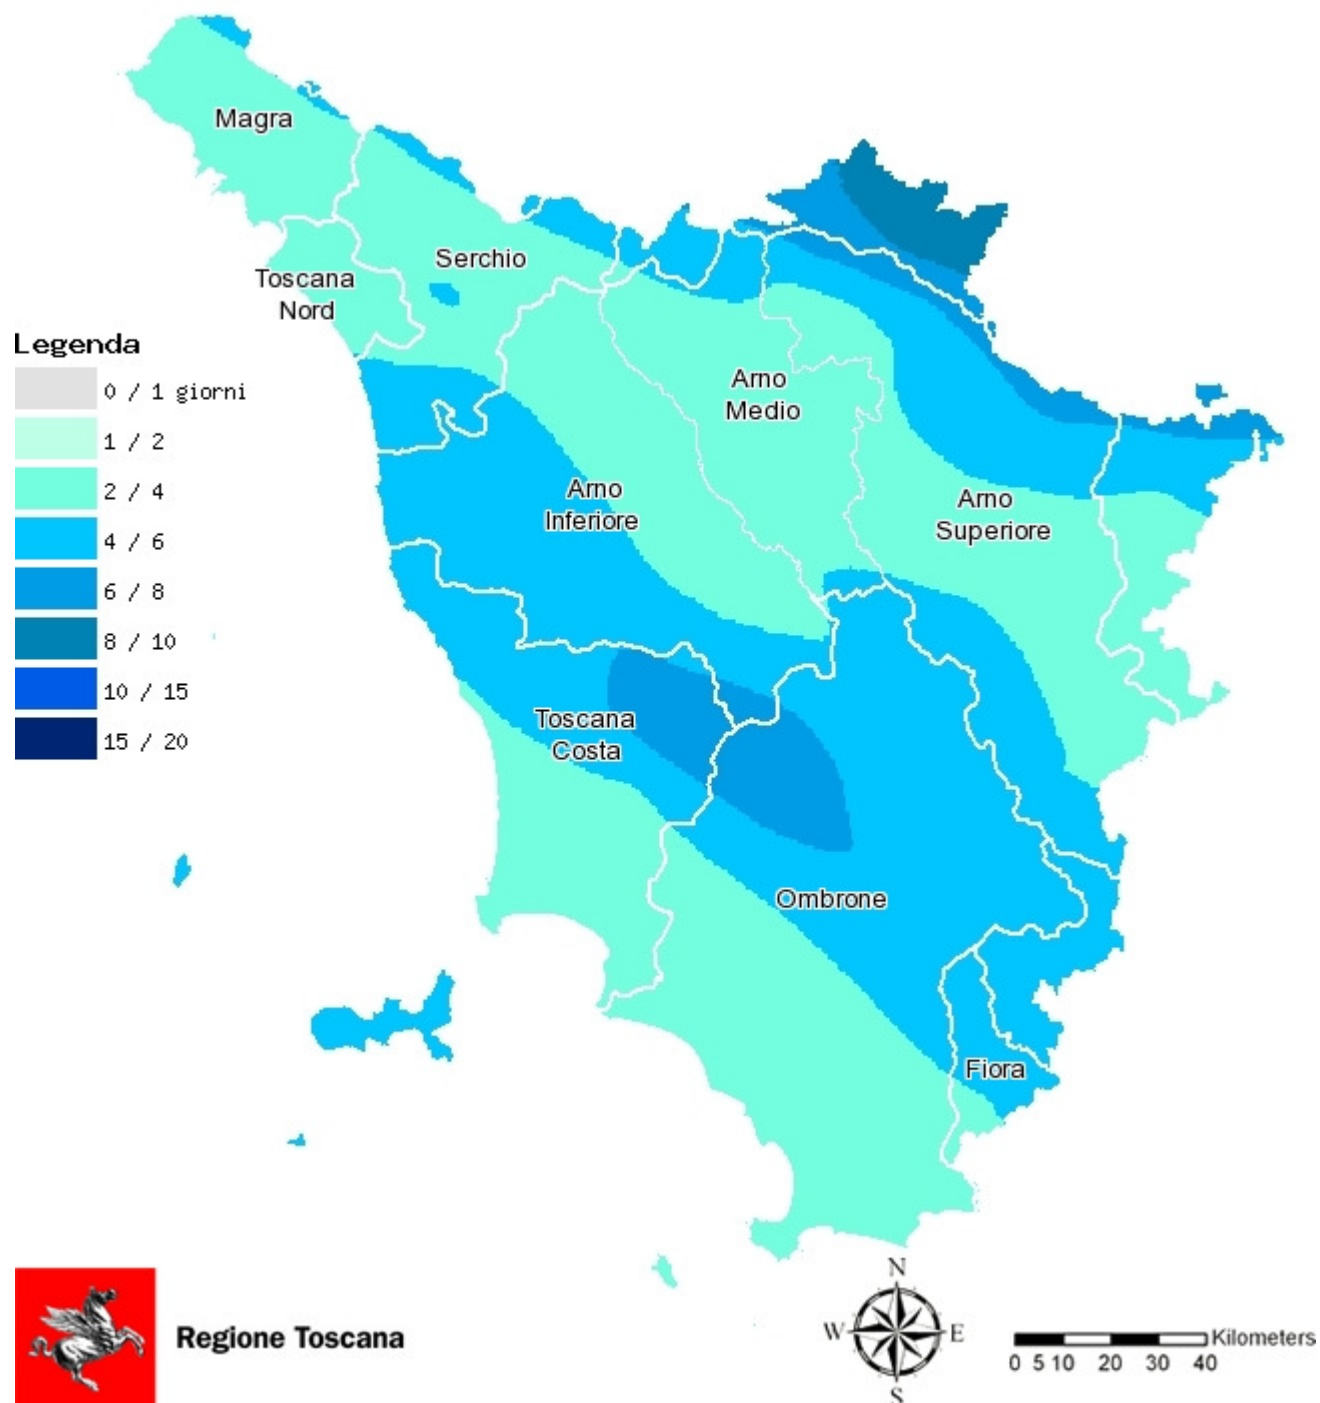 Magra
Serchio
Toscana
Nord
Legenda
0 / 1 giorni
1 / 2
2 / 4
4 / 6
6 / 8
8 / 10
10 / 15
15 / 20
Arno
Medio
Arno
Inferiore
Arno
Superiore
Toscana
Costa
Ombrone
Fiora
Regione Toscana
N
W E
S
Kilometers
0 5 10 20 30 40